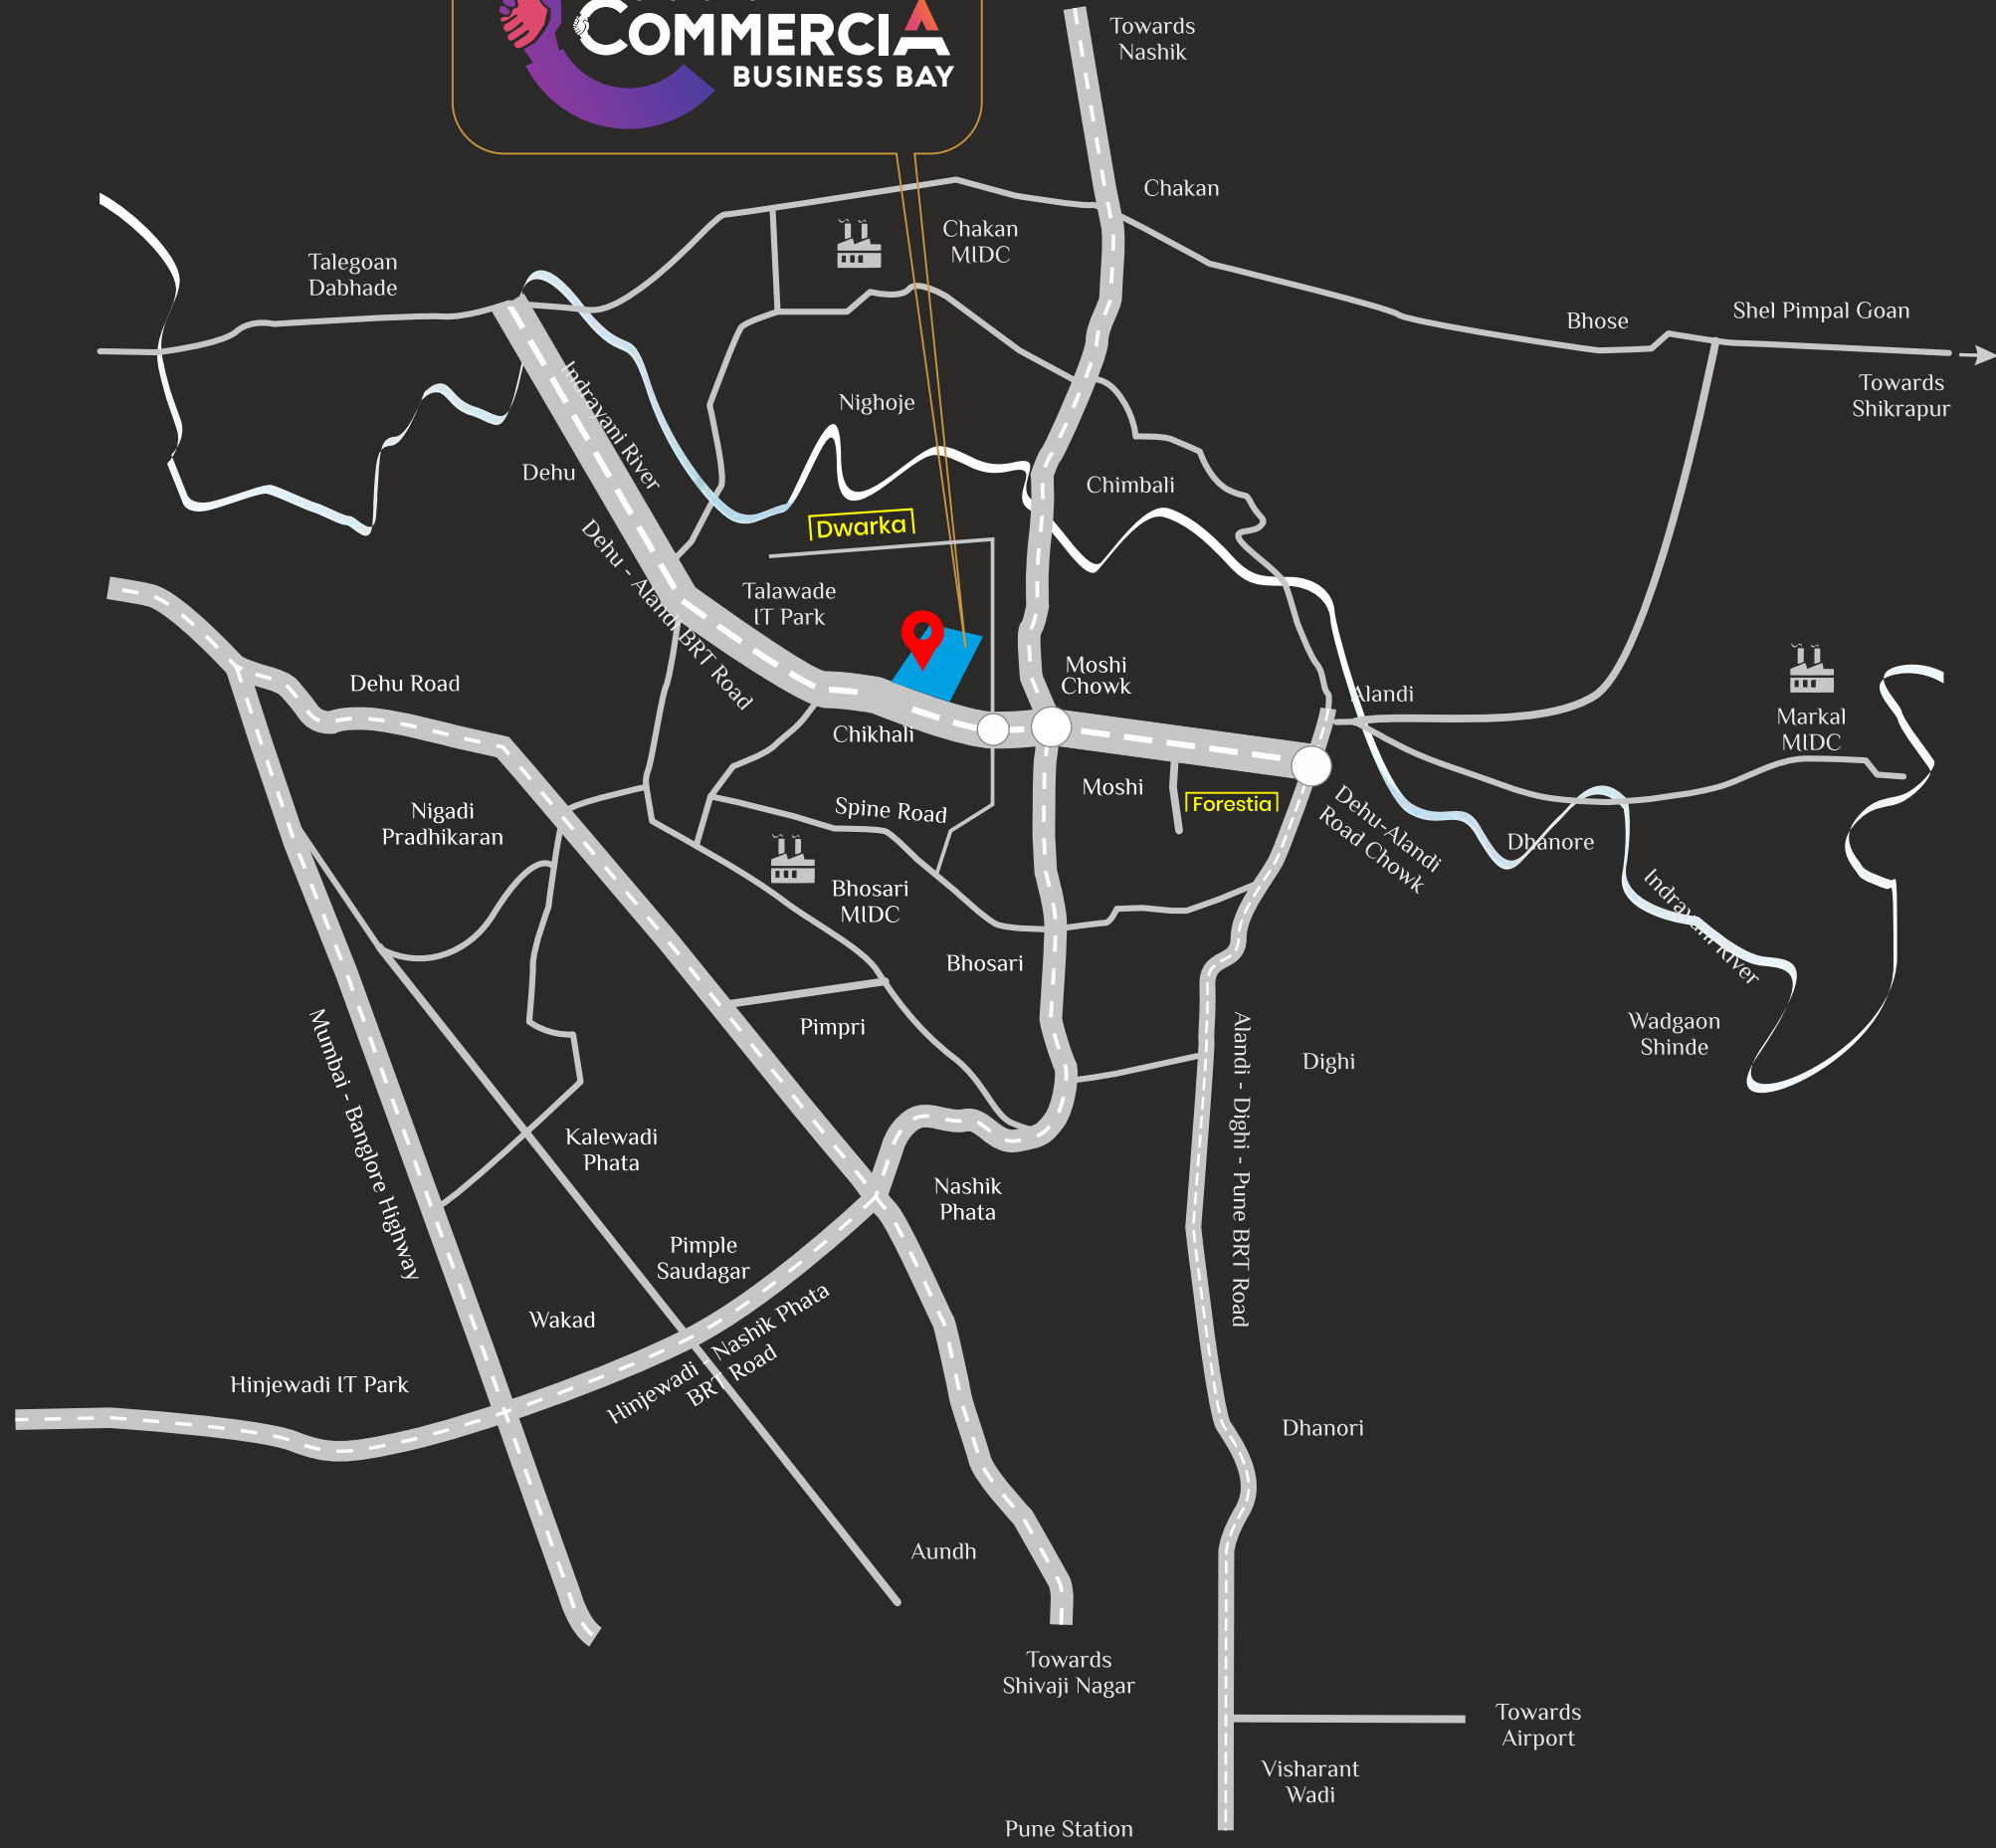 COMMERCIA
BUSINESS BAY
Towards
Nashik
Chakan
Chakan
MIDC
Talegoan
Dabhade
Shel Pimpal Goan
Bhose
Towards
Shikrapur
Nighoje
Indrayani River
Dehu
Chimbali
Dwarka
Dehu - Alandi BRT Road
Talawade
IT Park
Moshi
Chowk
Dehu Road
Alandi
Markal
MIDC
Chikhali
Moshi
Forestia
Spine Road
Nigadi
Pradhikaran
Dehu-Alandi
Road Chowk
Dhanore
Bhosari
MIDC
Indrayani River
Bhosari
Pimpri
Wadgaon
Shinde
Dighi
Mumbai - Banglore Highway
Alandi - Dighi - Pune BRT Road
Kalewadi
Phata
Nashik
Phata
Pimple
Saudagar
Wakad
Hinjewadi - Nashik Phata
BRT Road
Hinjewadi IT Park
Dhanori
Aundh
Towards
Shivaji Nagar
Towards
Airport
Visharant
Wadi
Pune Station